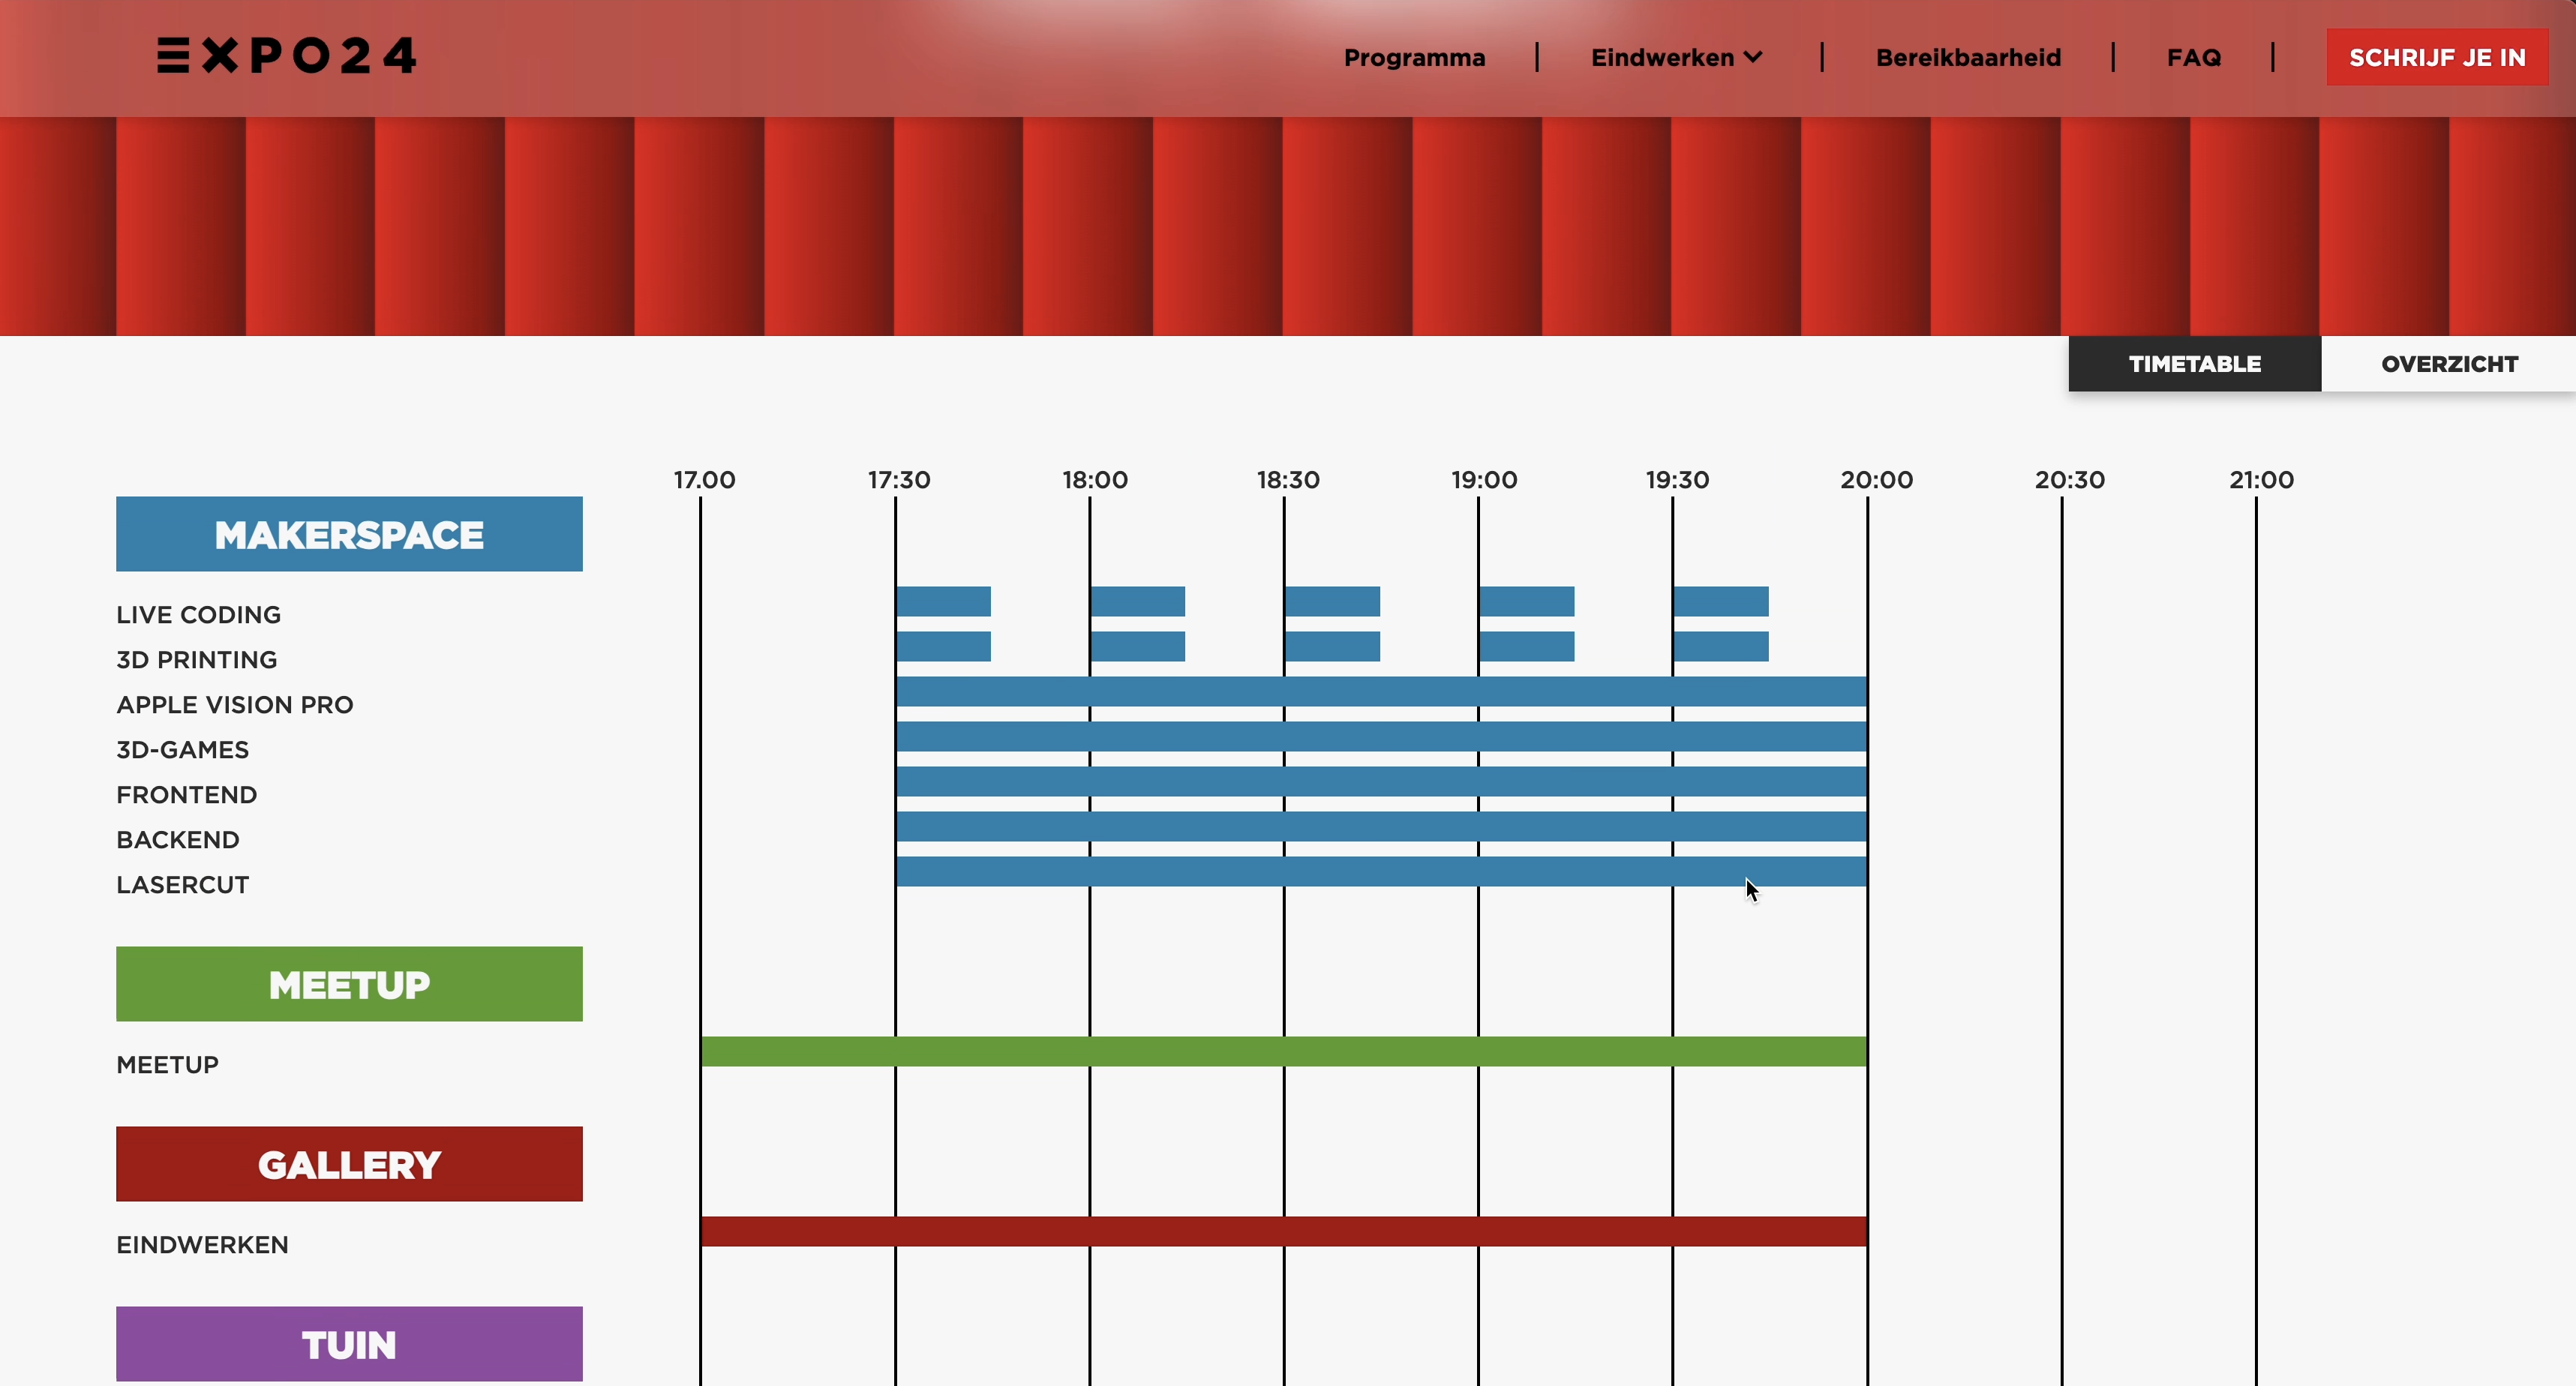 EXPO24
Programma | Eindwerken | Bereikbaarheid | FAQ | SCHRIJF JE IN
TIMETABLE OVERZICHT
17.00 17:30 18:00 18:30 19:00 19:30 20:00 20:30 21:00
MAKERSPACE
LIVE CODING
3D PRINTING
APPLE VISION PRO
3D-GAMES
FRONTEND
BACKEND
LASERCUT
MEETUP
MEETUP
GALLERY
EINDWERKEN
TUIN